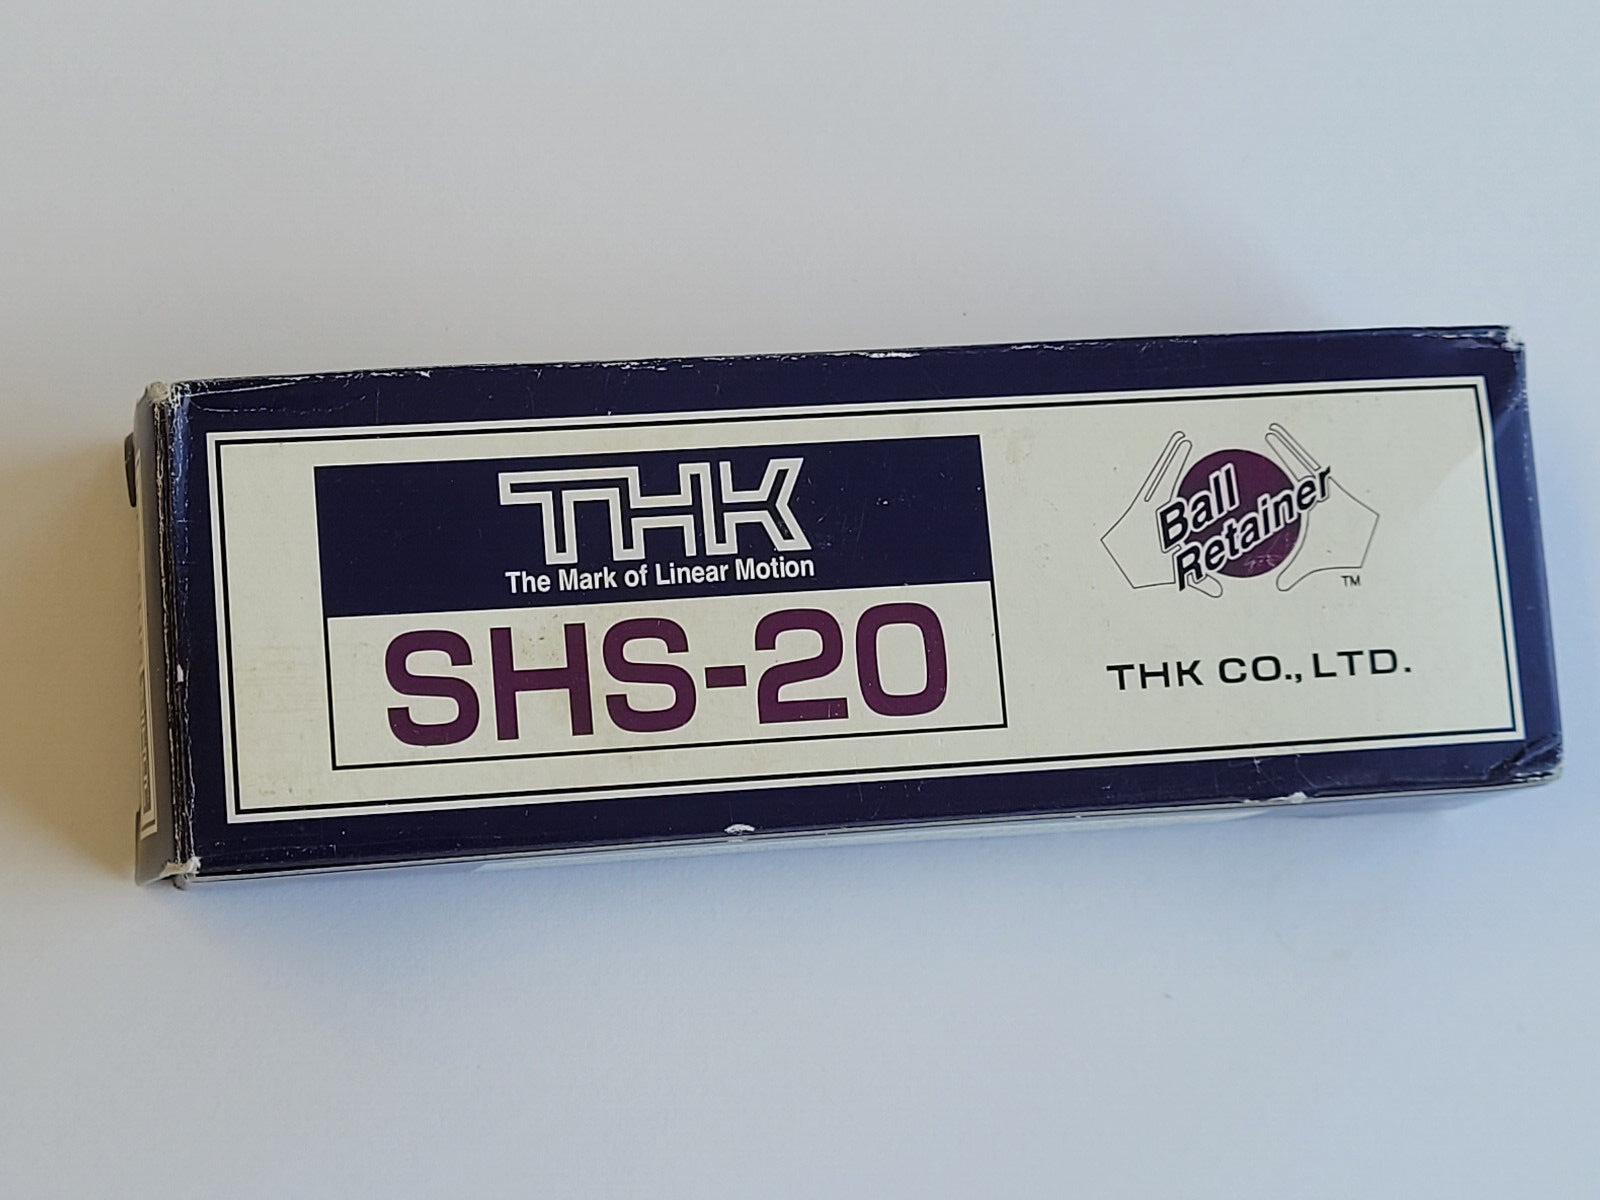 THK
The Mark of Linear Motion
SHS-20
Ball
Retainer
TM
THK CO., LTD.